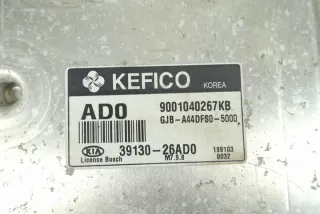 KEFICO KOREA
AD0 9001040267KB
GJB-A44DFS0-5000
KIA 39130-26AD0 199103
License Bosch M7.9.8 0032